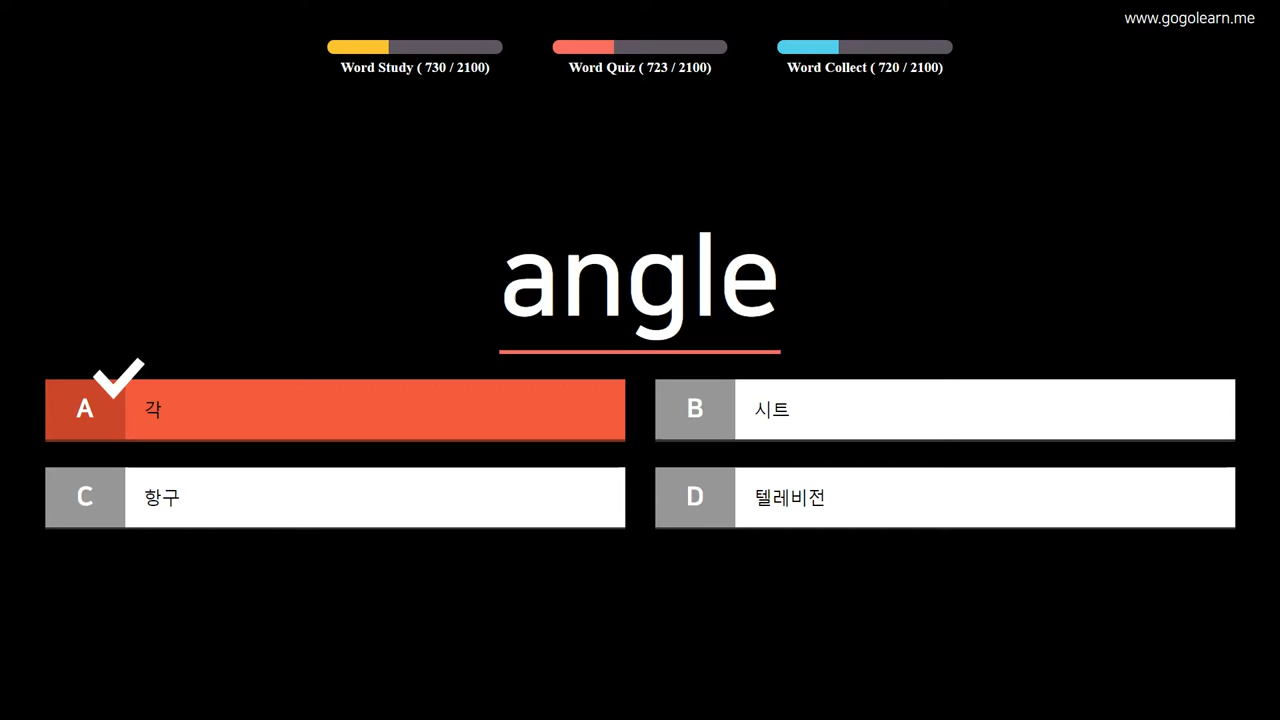 www.gogolearn.me
Word Study ( 730 / 2100)
Word Quiz ( 723 / 2100)
Word Collect ( 720 / 2100)
angle
A 각
B 시트
C 항구
D 텔레비전